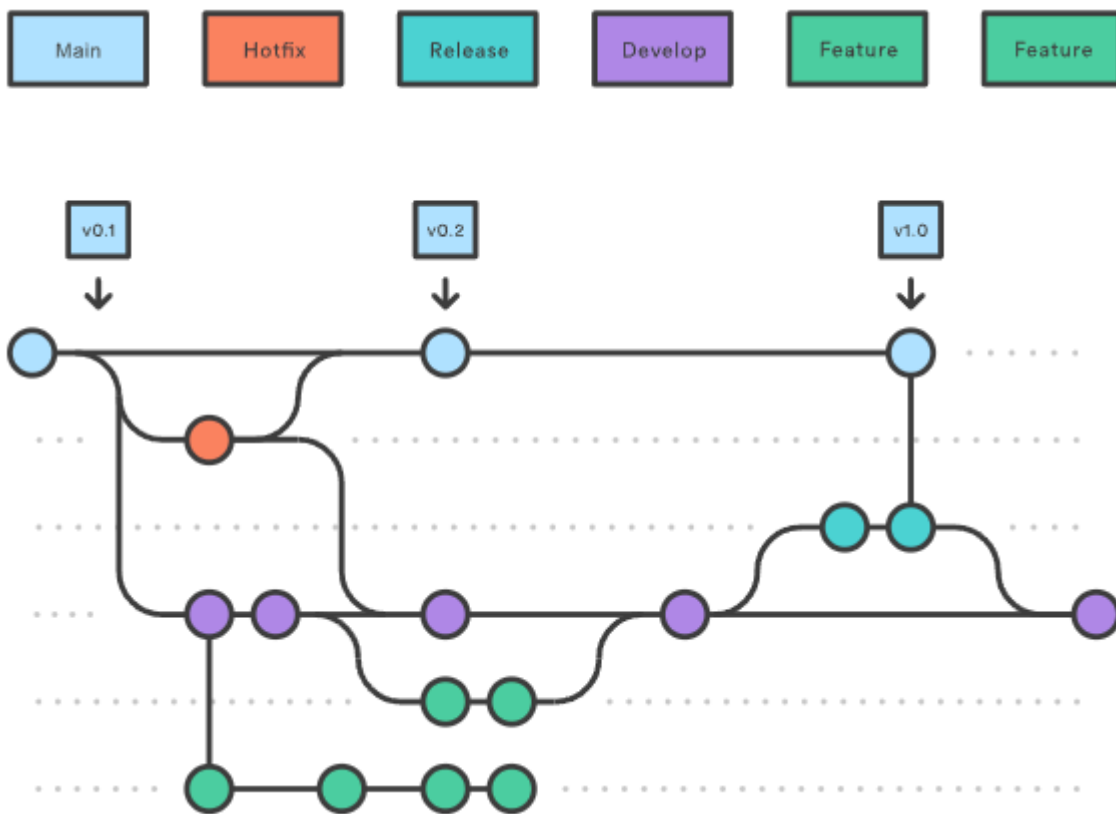 Main
Hotfix
Release
Develop
Feature
Feature
v0.1
v0.2
v1.0